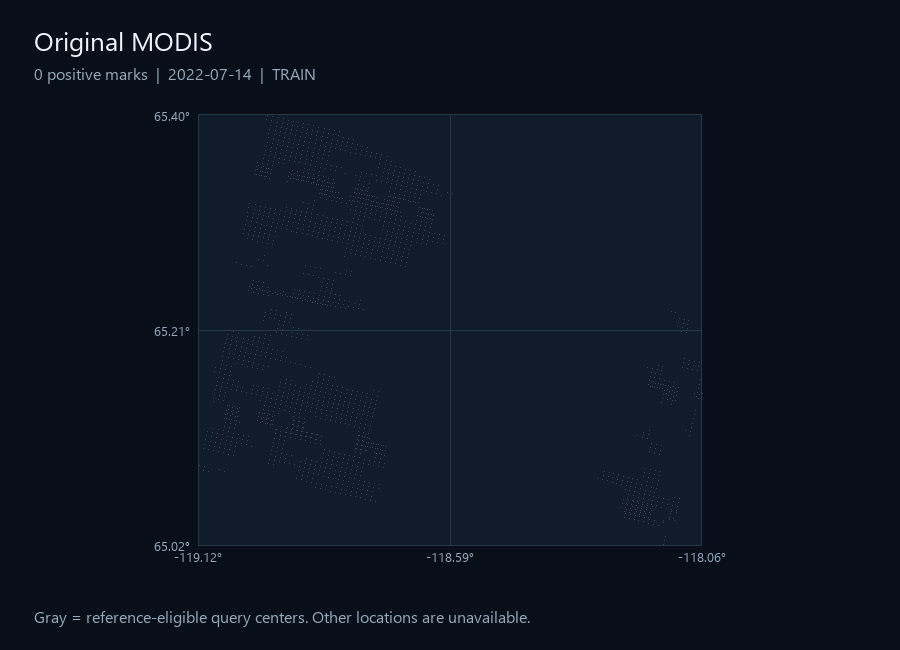 Original MODIS
0 positive marks | 2022-07-14 | TRAIN
65.40°
65.21°
65.02°
-119.12° -118.59° -118.06°
Gray = reference-eligible query centers. Other locations are unavailable.